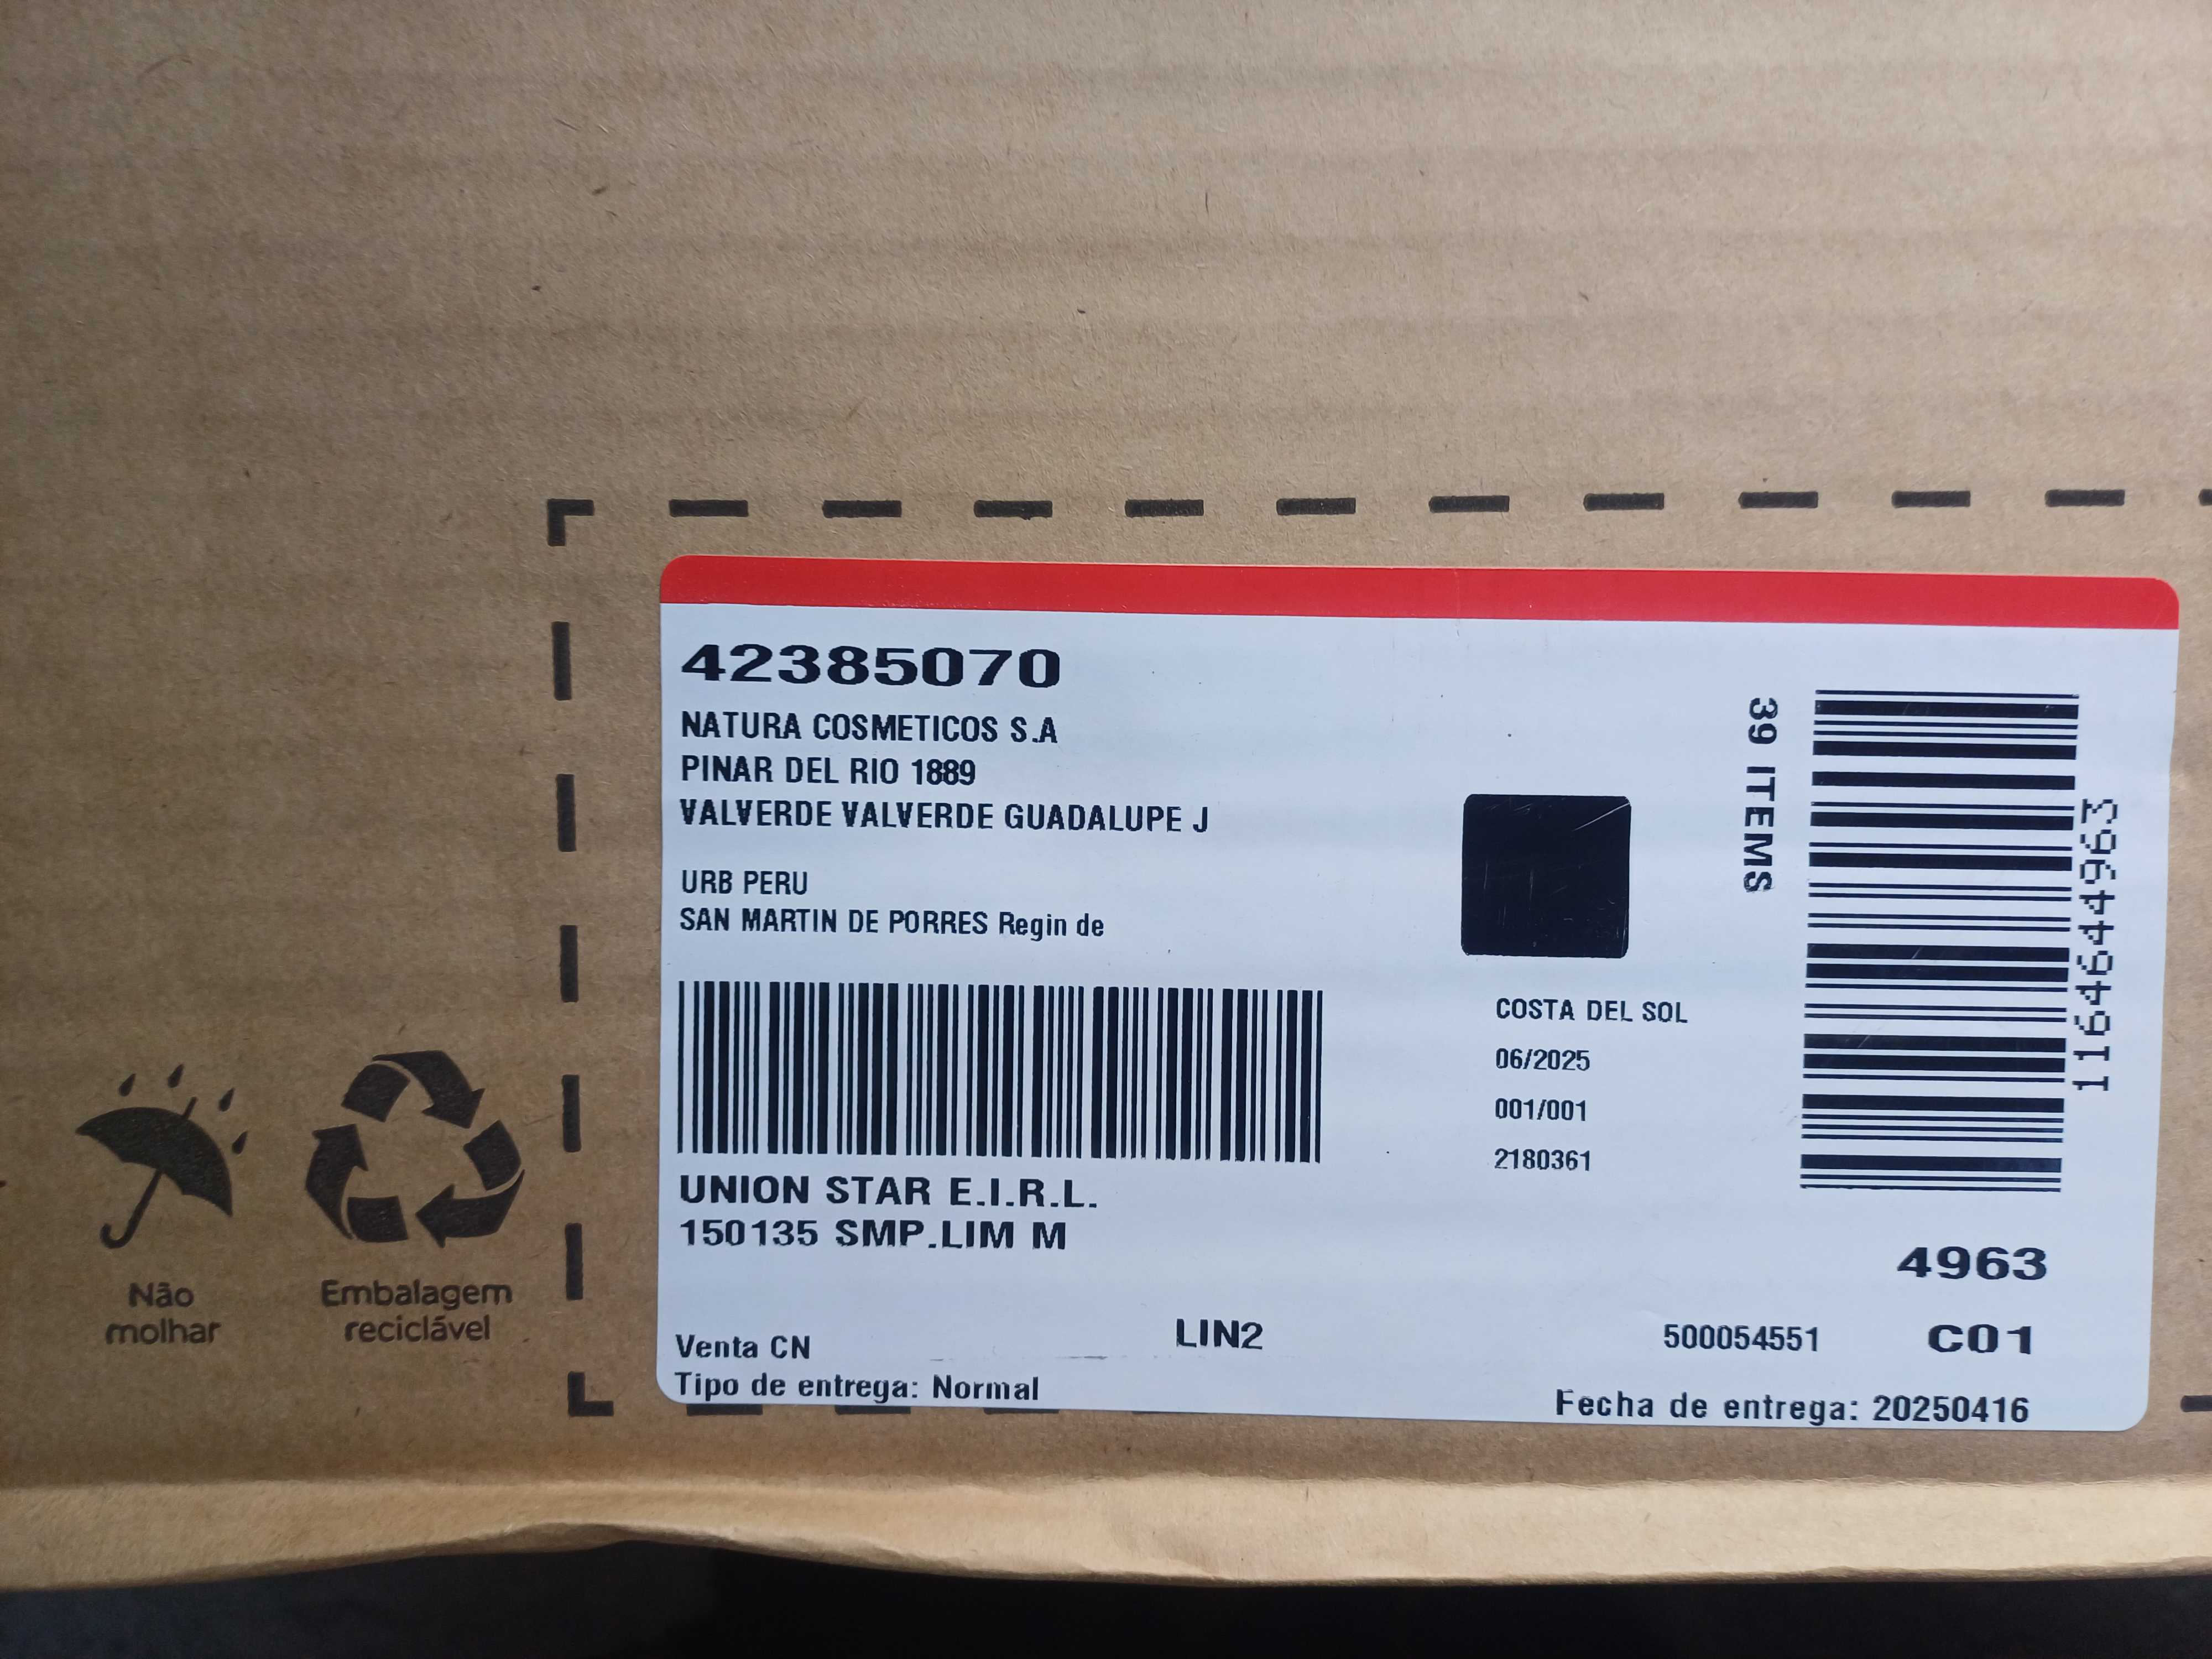 42385070
NATURA COSMETICOS S.A
PINAR DEL RIO 1889
VALVERDE VALVERDE GUADALUPE J
URB PERU
SAN MARTIN DE PORRES Regin de
39 ITEMS
1164644963
COSTA DEL SOL
06/2025
001/001
2180361
UNION STAR E.I.R.L.
150135 SMP.LIM M
4963
Venta CN
LIN2
500054551
C01
Tipo de entrega: Normal
Fecha de entrega: 20250416
Não
molhar
Embalagem
reciclável